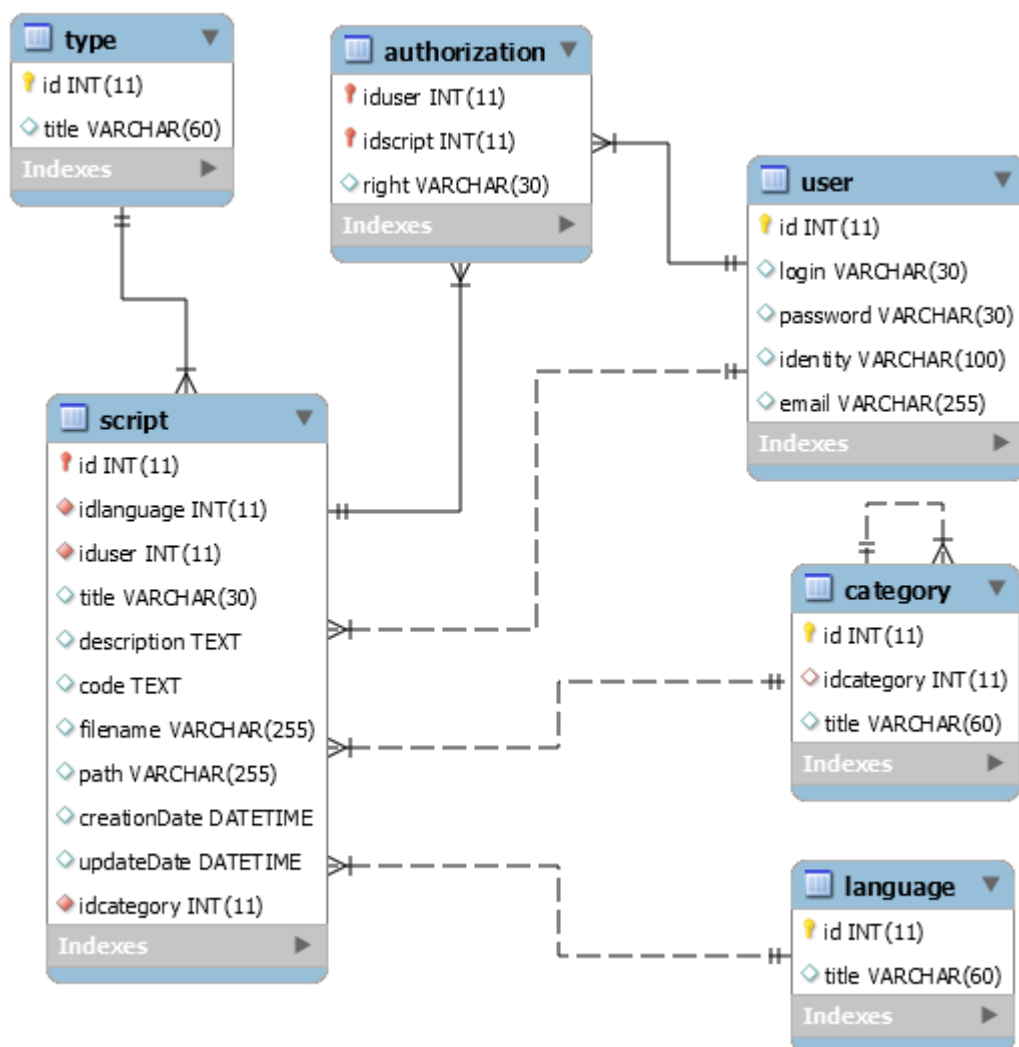 type
id INT(11)
title VARCHAR(60)
Indexes
authorization
iduser INT(11)
idscript INT(11)
right VARCHAR(30)
Indexes
user
id INT(11)
login VARCHAR(30)
password VARCHAR(30)
identity VARCHAR(100)
email VARCHAR(255)
Indexes
script
id INT(11)
idlanguage INT(11)
iduser INT(11)
title VARCHAR(30)
description TEXT
code TEXT
filename VARCHAR(255)
path VARCHAR(255)
creationDate DATETIME
updateDate DATETIME
idcategory INT(11)
Indexes
category
id INT(11)
idcategory INT(11)
title VARCHAR(60)
Indexes
language
id INT(11)
title VARCHAR(60)
Indexes